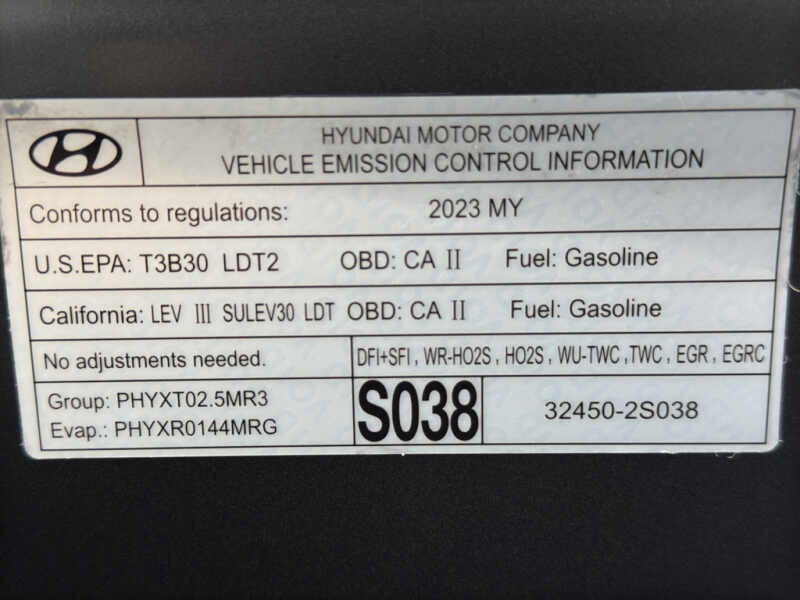 HYUNDAI MOTOR COMPANY
VEHICLE EMISSION CONTROL INFORMATION
Conforms to regulations: 2023 MY
U.S.EPA: T3B30 LDT2 OBD: CA II Fuel: Gasoline
California: LEV III SULEV30 LDT OBD: CA II Fuel: Gasoline
No adjustments needed. DFI+SFI , WR-HO2S , HO2S , WU-TWC ,TWC , EGR , EGRC
Group: PHYXT02.5MR3
Evap.: PHYXR0144MRG
S038
32450-2S038